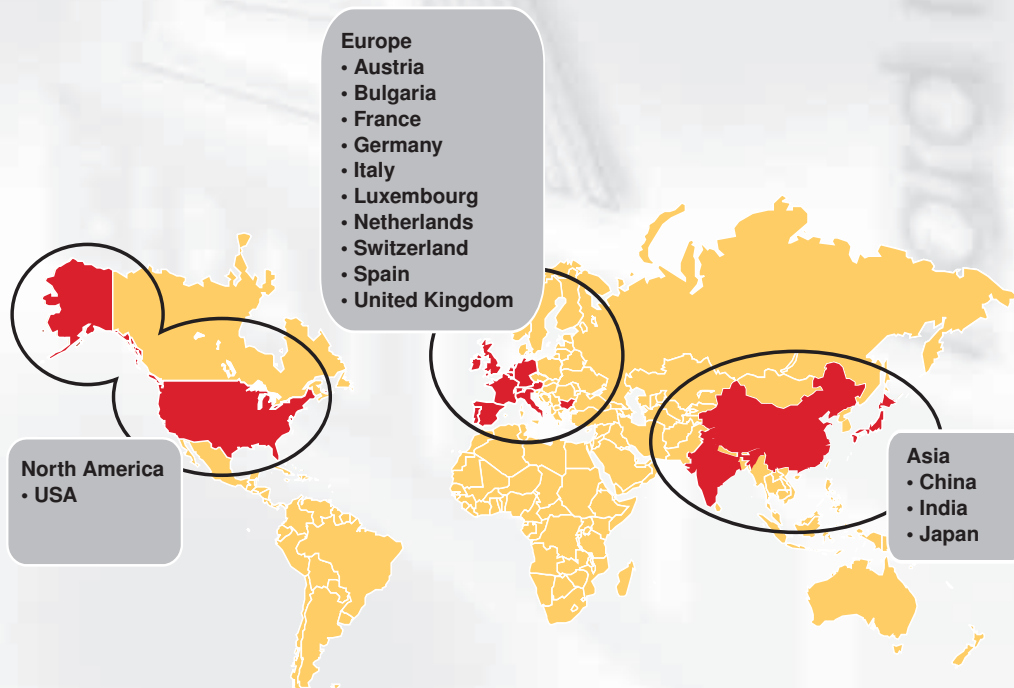 Europe
• Austria
• Bulgaria
• France
• Germany
• Italy
• Luxembourg
• Netherlands
• Switzerland
• Spain
• United Kingdom
North America
• USA
Asia
• China
• India
• Japan